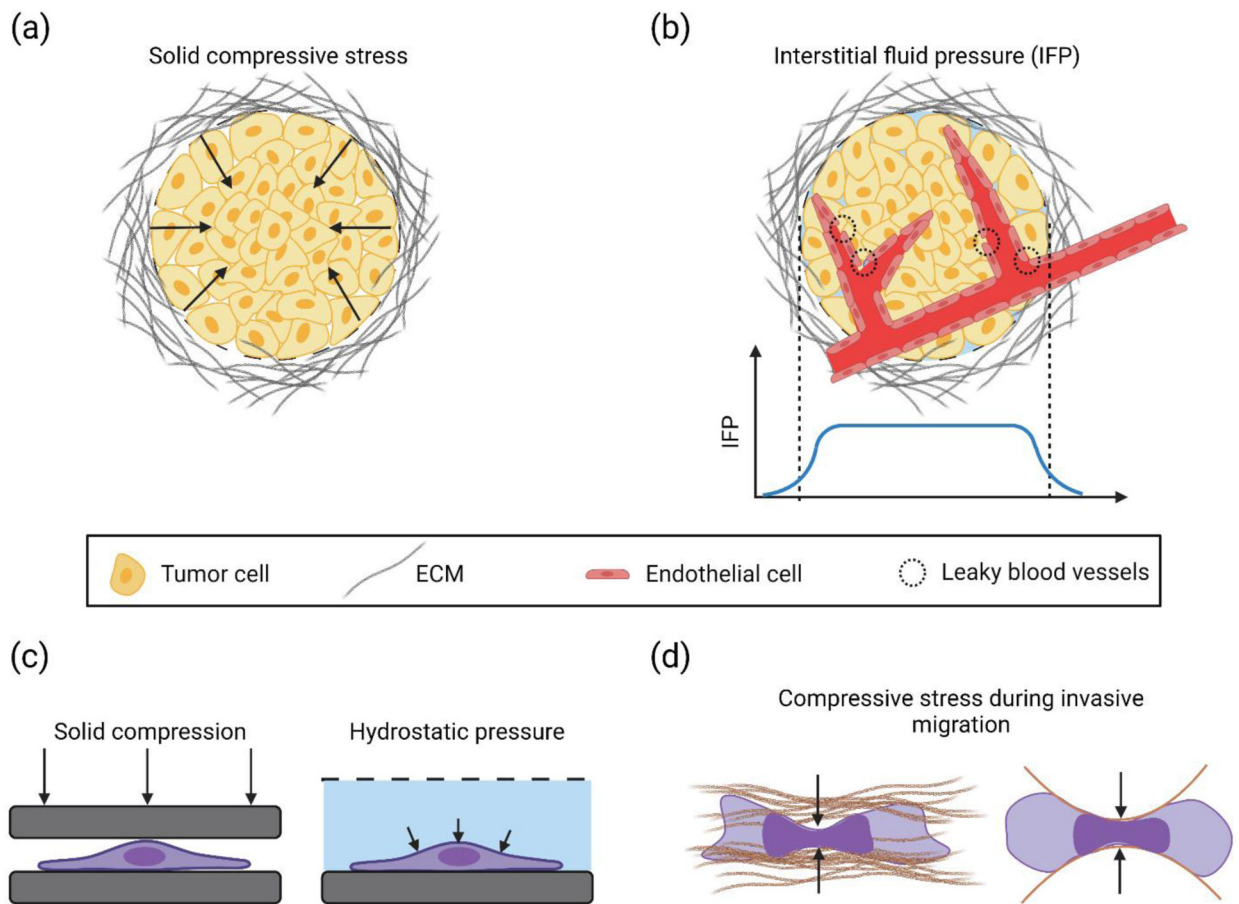 (a)
Solid compressive stress
(b)
Interstitial fluid pressure (IFP)
IFP
Tumor cell
ECM
Endothelial cell
Leaky blood vessels
(c)
Solid compression
Hydrostatic pressure
(d)
Compressive stress during invasive
migration